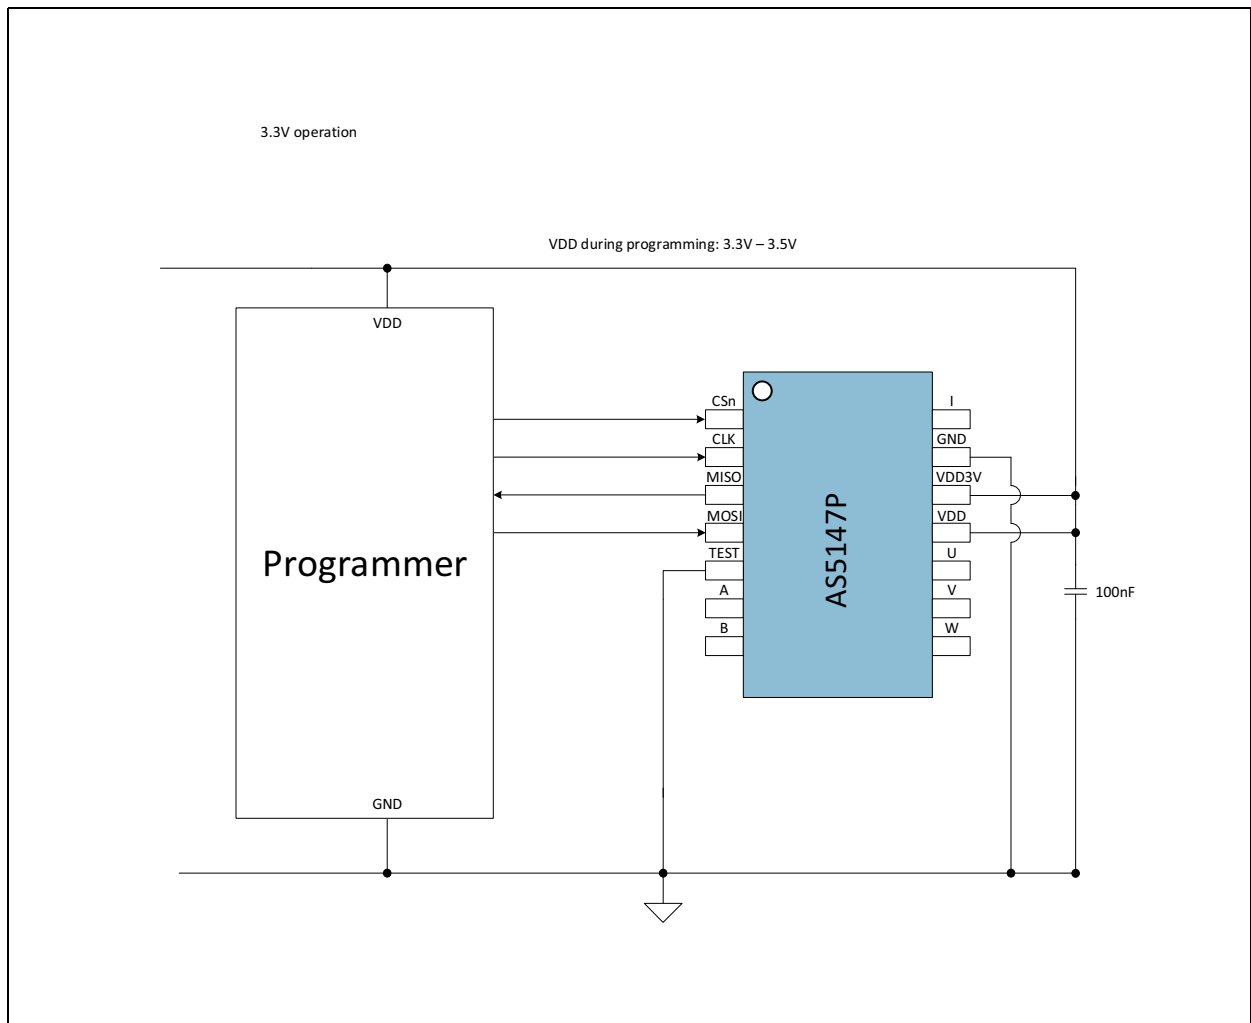 3.3V operation
VDD during programming: 3.3V – 3.5V
VDD
CSn
I
CLK
GND
MISO
VDD3V
MOSI
VDD
TEST
U
A
V
B
W
Programmer
AS5147P
100nF
GND